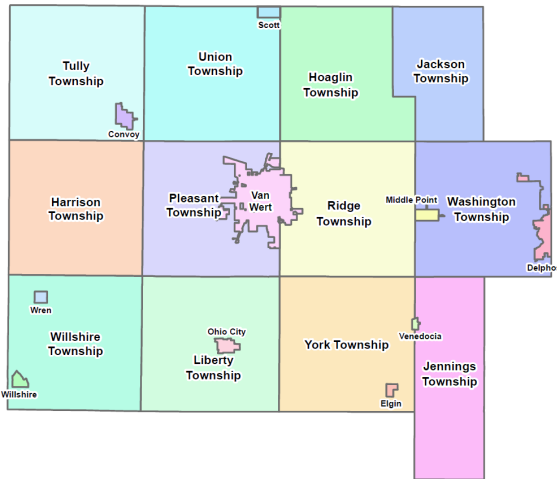 Scott
Tully
Township
Union
Township
Hoaglin
Township
Jackson
Township
Convoy
Harrison
Township
Pleasant
Township
Van
Wert
Ridge
Township
Middle Point
Washington
Township
Delpho
Wren
Willshire
Township
Ohio City
Liberty
Township
York Township
Venedocia
Jennings
Township
Willshire
Elgin